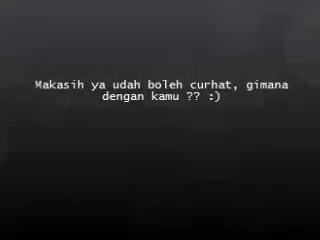 Makasih ya udah boleh curhat, gimana
dengan kamu ?? :)